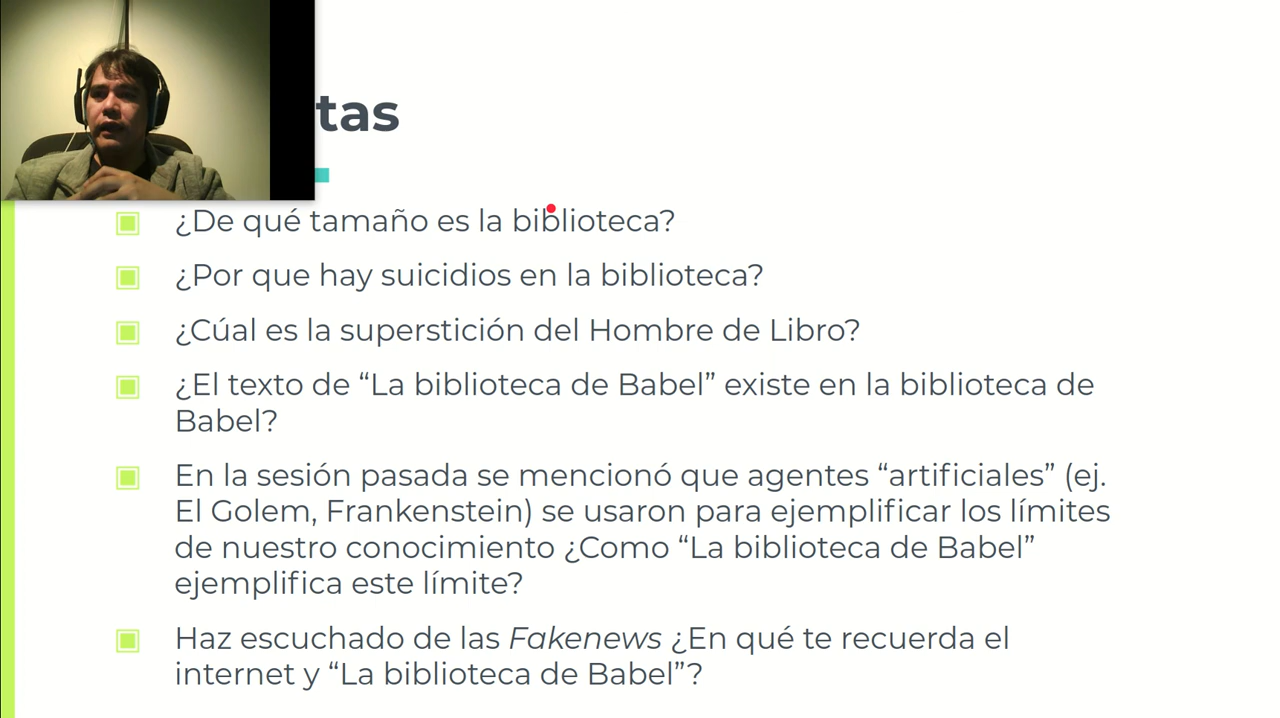 tas
¿De qué tamaño es la biblioteca?
¿Por que hay suicidios en la biblioteca?
¿Cúal es la superstición del Hombre de Libro?
¿El texto de “La biblioteca de Babel” existe en la biblioteca de
Babel?
En la sesión pasada se mencionó que agentes “artificiales” (ej.
El Golem, Frankenstein) se usaron para ejemplificar los límites
de nuestro conocimiento ¿Como “La biblioteca de Babel”
ejemplifica este límite?
Haz escuchado de las Fakenews ¿En qué te recuerda el
internet y “La biblioteca de Babel”?